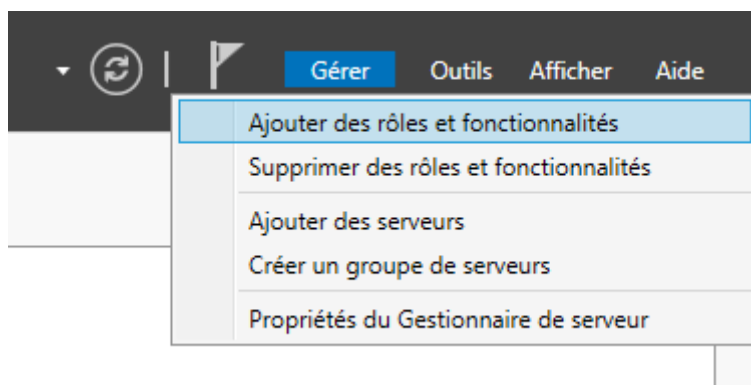 Gérer Outils Afficher Aide
Ajouter des rôles et fonctionnalités
Supprimer des rôles et fonctionnalités
Ajouter des serveurs
Créer un groupe de serveurs
Propriétés du Gestionnaire de serveur